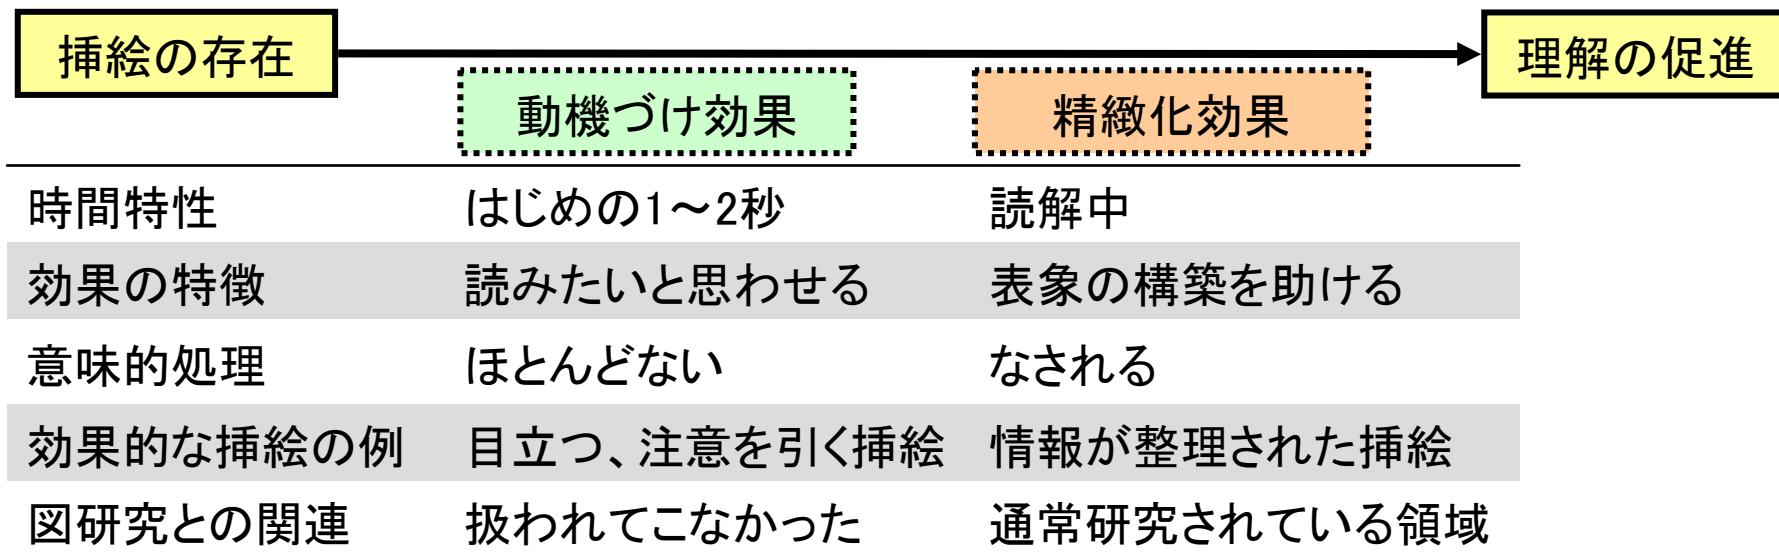 挿絵の存在
理解の促進
動機づけ効果 精緻化効果
時間特性 はじめの1～2秒 読解中
効果の特徴 読みたいと思わせる 表象の構築を助ける
意味的処理 ほとんどない なされる
効果的な挿絵の例 目立つ、注意を引く挿絵 情報が整理された挿絵
図研究との関連 扱われてこなかった 通常研究されている領域